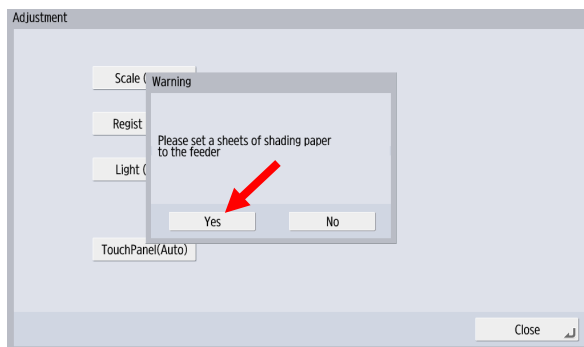 Adjustment
Scale (
Warning
Regist
Please set a sheets of shading paper
to the feeder
Light (
Yes
No
TouchPanel(Auto)
Close